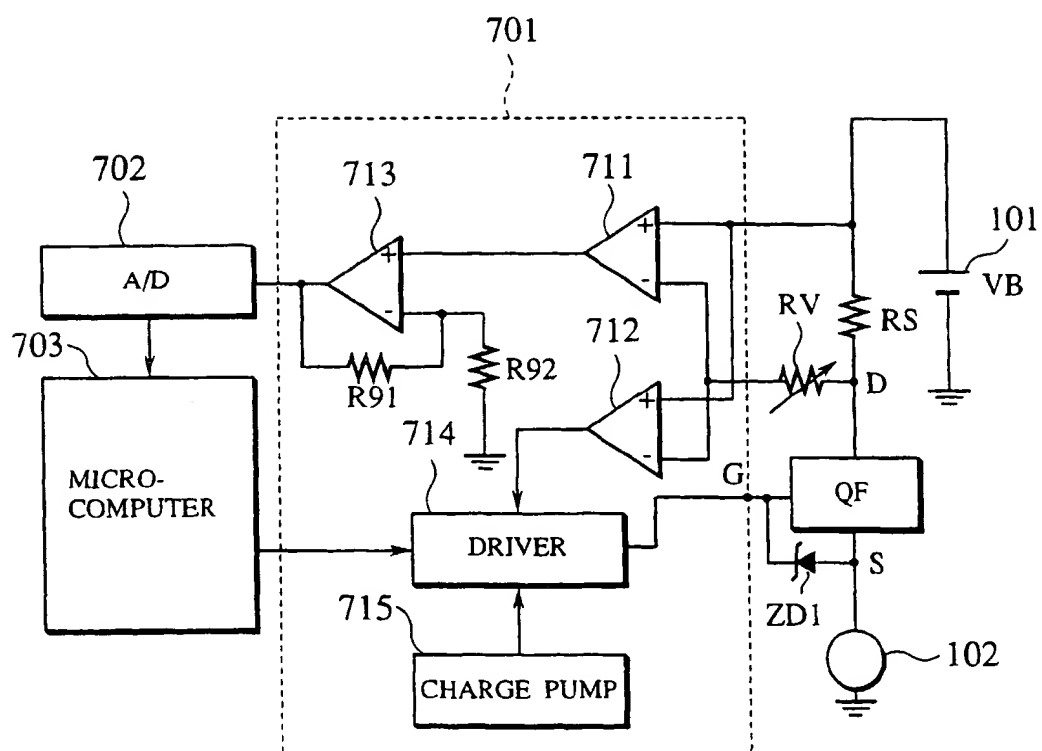 701
702
713
711
A/D
+
-
+
-
101
VB
RV
RS
703
R91
R92
712
D
+
-
MICRO-
COMPUTER
714
G
QF
DRIVER
S
ZD1
715
CHARGE PUMP
102